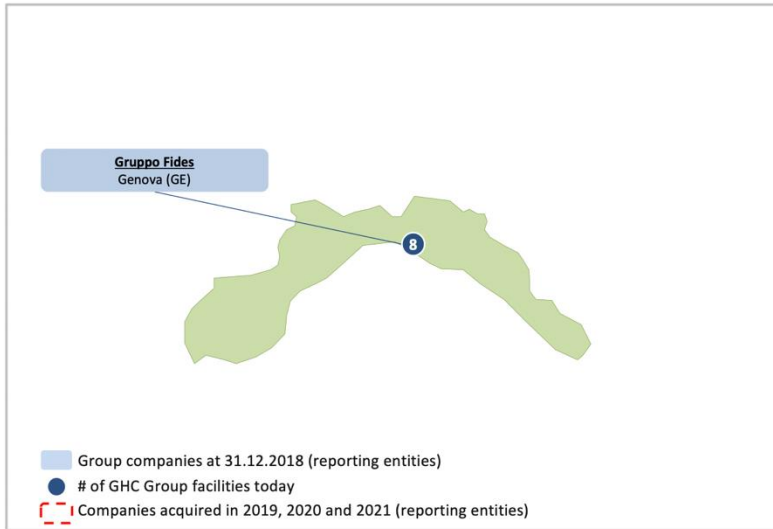 Gruppo Fides
Genova (GE)
8
Group companies at 31.12.2018 (reporting entities)
# of GHC Group facilities today
Companies acquired in 2019, 2020 and 2021 (reporting entities)